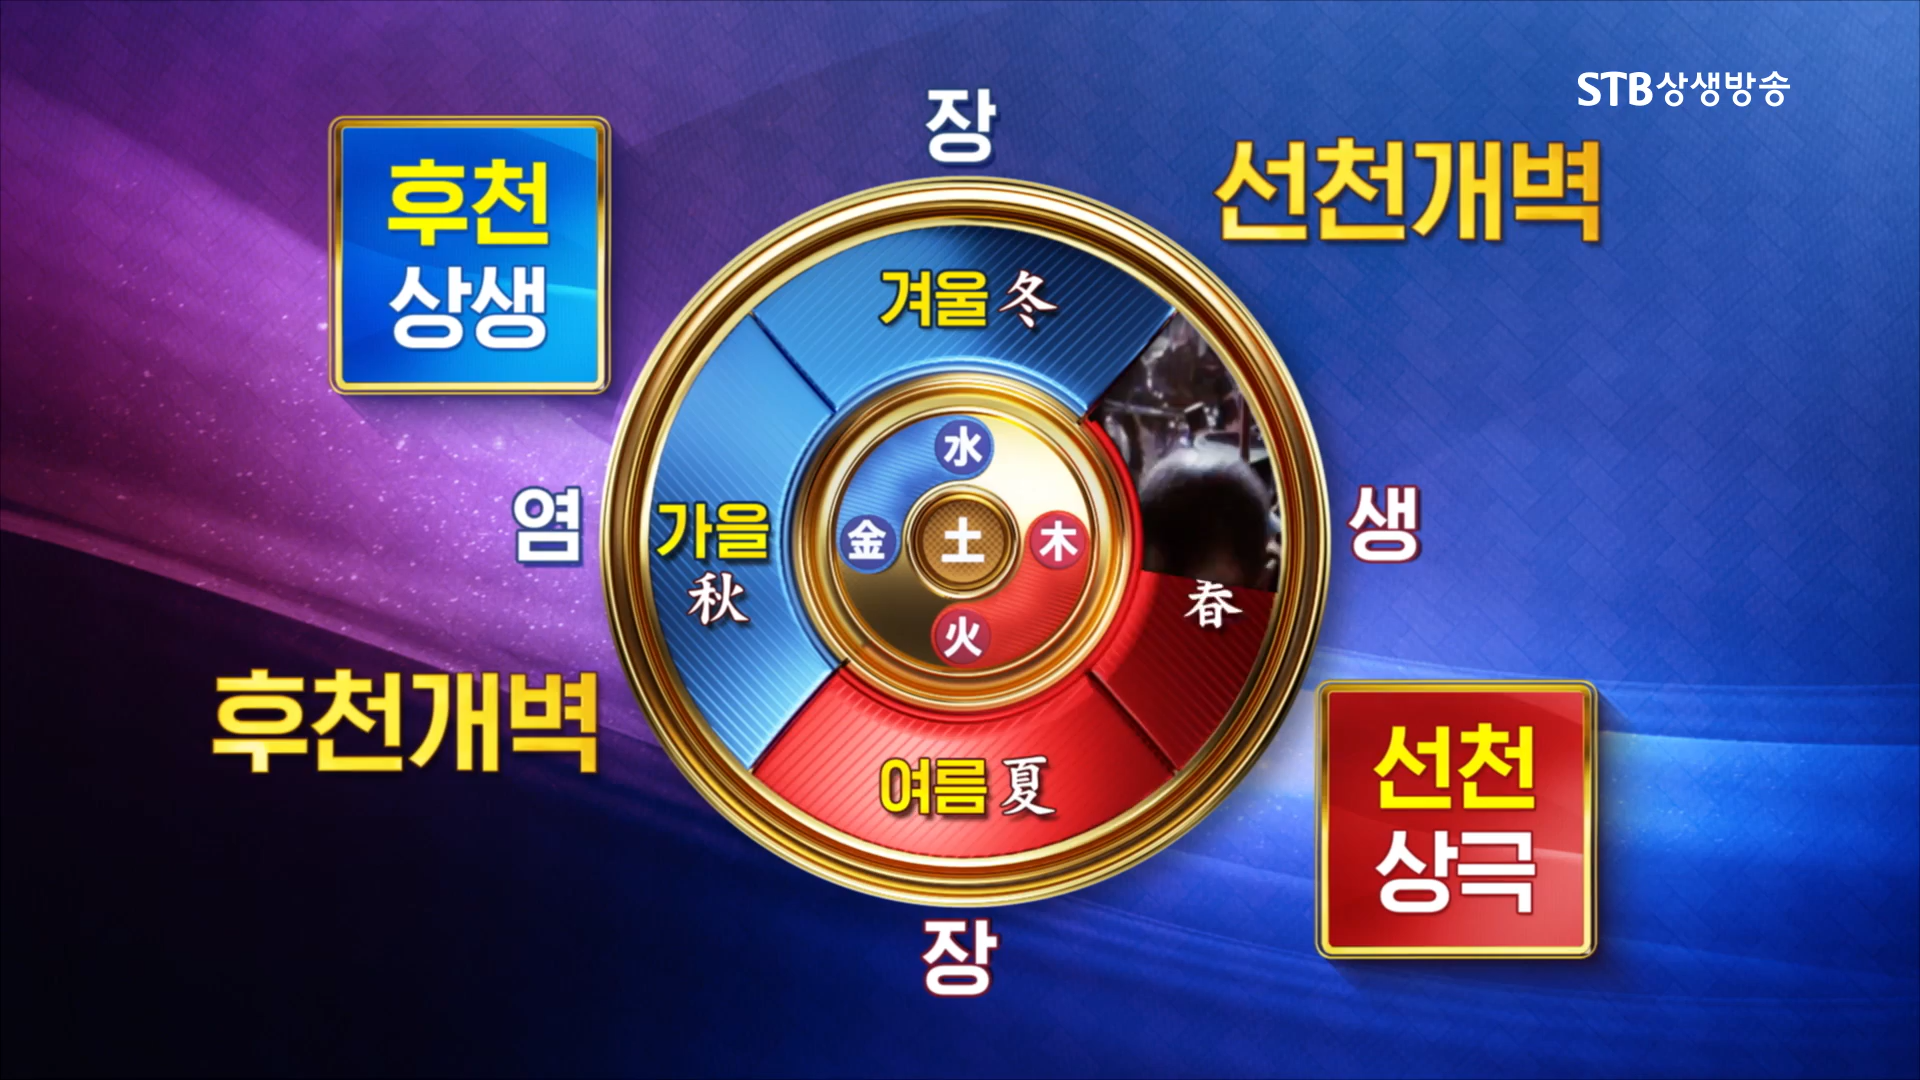 STB상생방송
장
선천개벽
후천
상생
겨울 冬
水
염
가을
秋
金
土
木
생
春
火
후천개벽
여름 夏
선천
상극
장